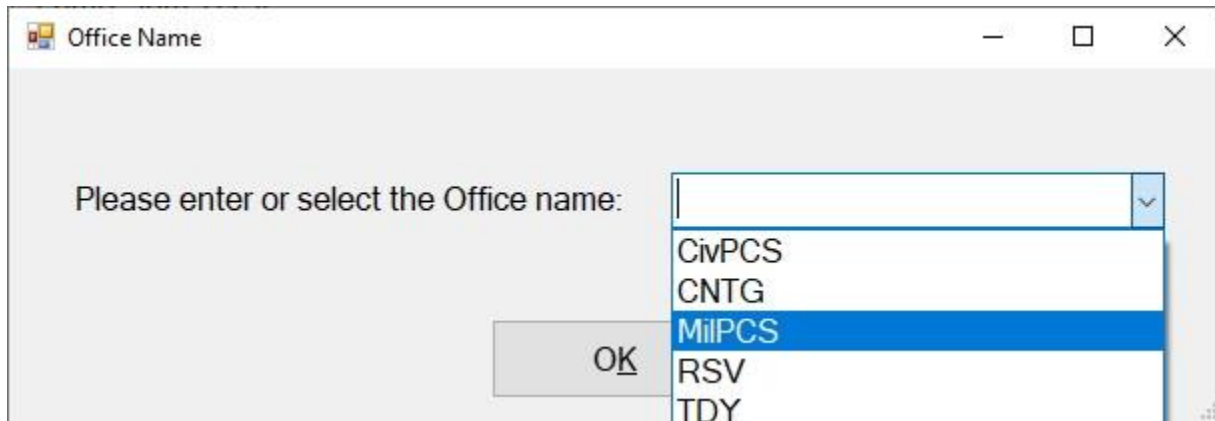 Office Name
Please enter or select the Office name:
CivPCS
CNTG
MilPCS
OK
RSV
TDY